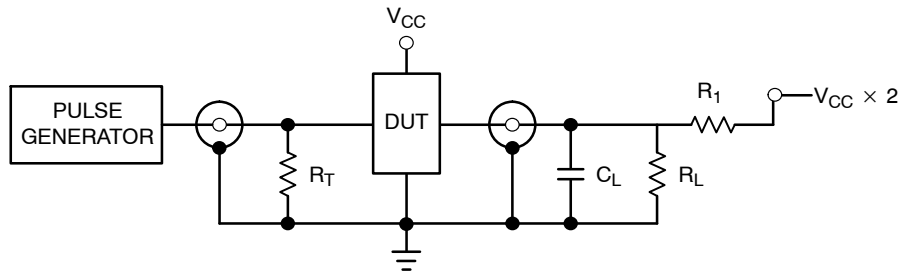 V_CC
PULSE
GENERATOR
R_T
DUT
C_L
R_L
R_1
V_CC × 2